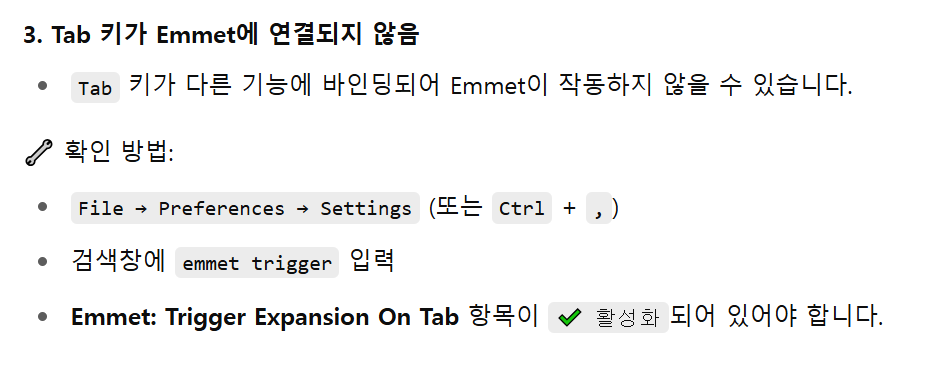 3. Tab 키가 Emmet에 연결되지 않음
• Tab 키가 다른 기능에 바인딩되어 Emmet이 작동하지 않을 수 있습니다.
🔧 확인 방법:
• File → Preferences → Settings (또는 Ctrl + ,)
• 검색창에 emmet trigger 입력
• Emmet: Trigger Expansion On Tab 항목이 ✔ 활성화 되어 있어야 합니다.